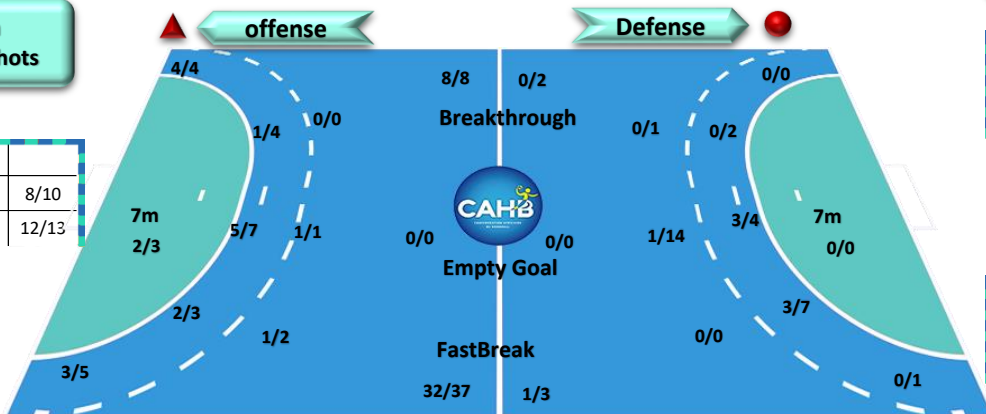 hots
offense
Defense
4/4
8/8
0/2
0/0
Breakthrough
1/4
0/0
0/1
0/2
8/10
12/13
CAHB
7m
2/3
5/7
1/1
0/0
0/0
1/14
3/4
7m
0/0
Empty Goal
2/3
1/2
3/7
0/0
FastBreak
3/5
32/37
1/3
0/1